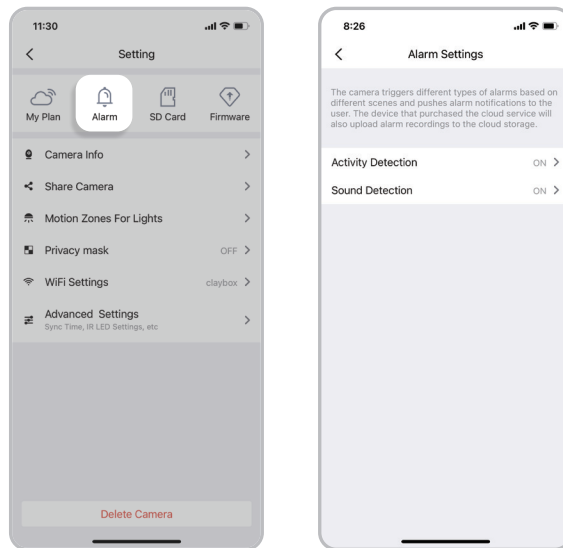 11:30
Setting
My Plan
Alarm
SD Card
Firmware
Camera Info
Share Camera
Motion Zones For Lights
Privacy mask OFF
WiFi Settings claybox
Advanced Settings
Sync Time, IR LED Settings, etc
Delete Camera
8:26
Alarm Settings
The camera triggers different types of alarms based on
different scenes and pushes alarm notifications to the
user. The device that purchased the cloud service will
also upload alarm recordings to the cloud storage.
Activity Detection ON
Sound Detection ON